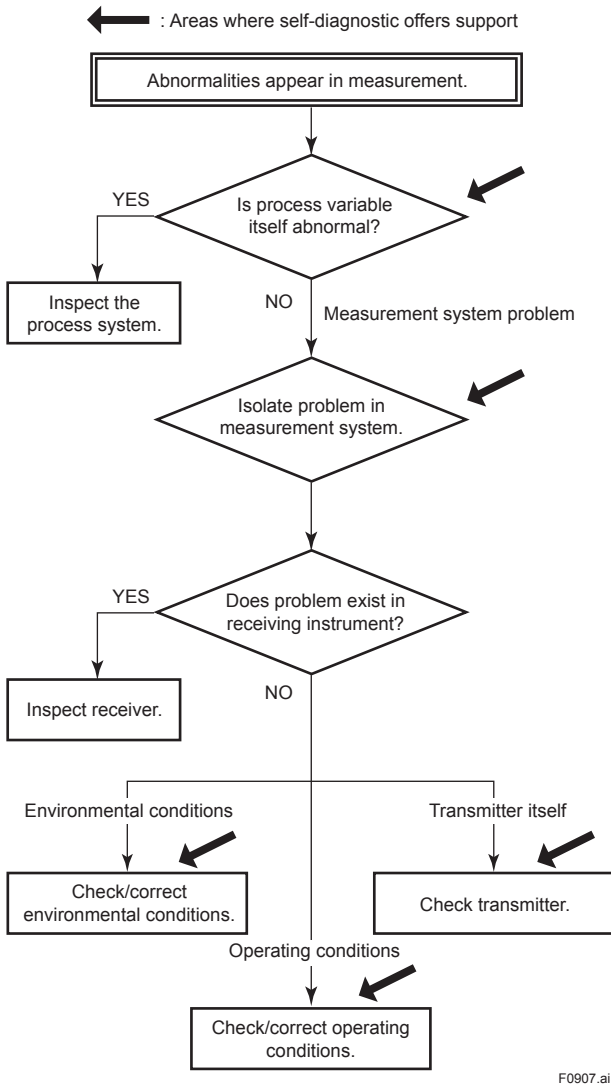 : Areas where self-diagnostic offers support
Abnormalities appear in measurement.
Is process variable
itself abnormal?
YES
Inspect the
process system.
NO
Measurement system problem
Isolate problem in
measurement system.
Does problem exist in
receiving instrument?
YES
Inspect receiver.
NO
Environmental conditions
Transmitter itself
Check/correct
environmental conditions.
Check transmitter.
Operating conditions
Check/correct operating
conditions.
F0907.ai